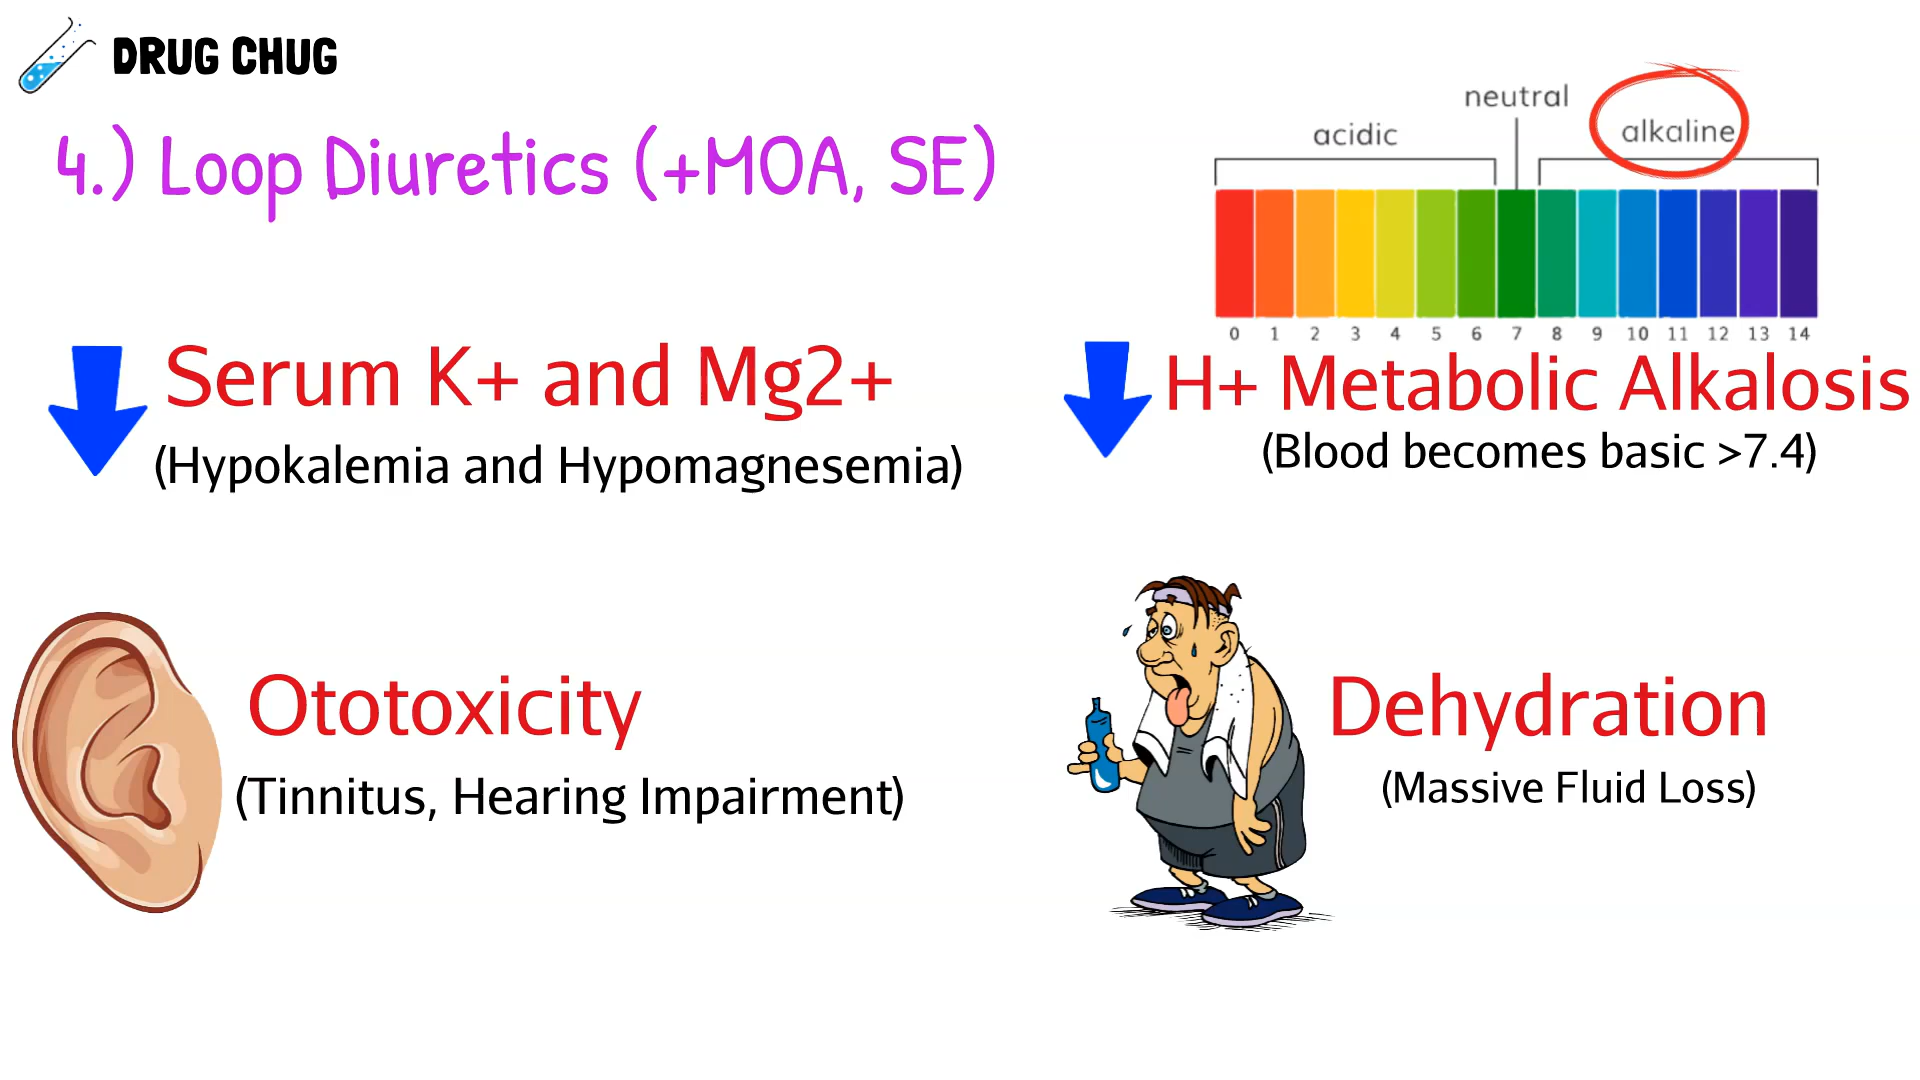 DRUG CHUG
4.) Loop Diuretics (+MOA, SE)
neutral
acidic
alkaline
0 1 2 3 4 5 6 7 8 9 10 11 12 13 14
Serum K+ and Mg2+
(Hypokalemia and Hypomagnesemia)
H+ Metabolic Alkalosis
(Blood becomes basic >7.4)
Ototoxicity
(Tinnitus, Hearing Impairment)
Dehydration
(Massive Fluid Loss)